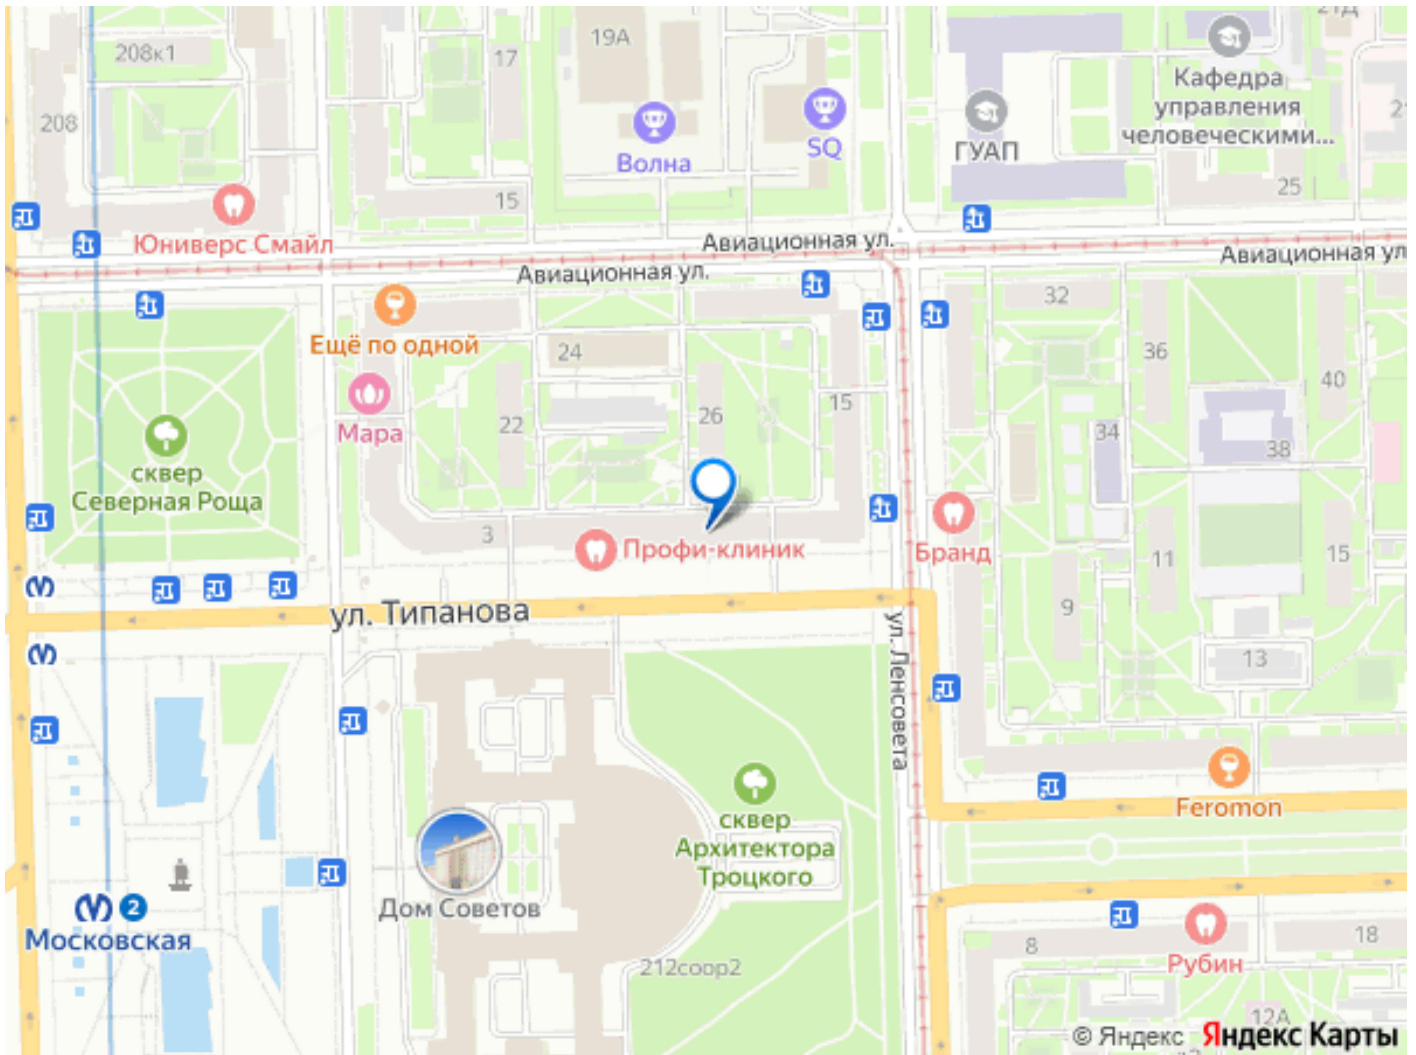 208к1
17
19А
21Д
Кафедра
управления
человеческими...
208
Волна
SQ
ГУАП
15
25
Юниверс Смайл
Авиационная ул.
Авиационная ул.
Авиационная ул
32
Ещё по одной
24
36
40
22
26
15
34
38
Мара
сквер
Северная Роща
3
Профи-клиник
Бранд
11
15
9
ул. Типанова
ул. Ленсовета
13
Feromon
сквер
Архитектора
Троцкого
Дом Советов
2
Московская
212соор2
8
18
Рубин
12А
© Яндекс Яндекс Карты